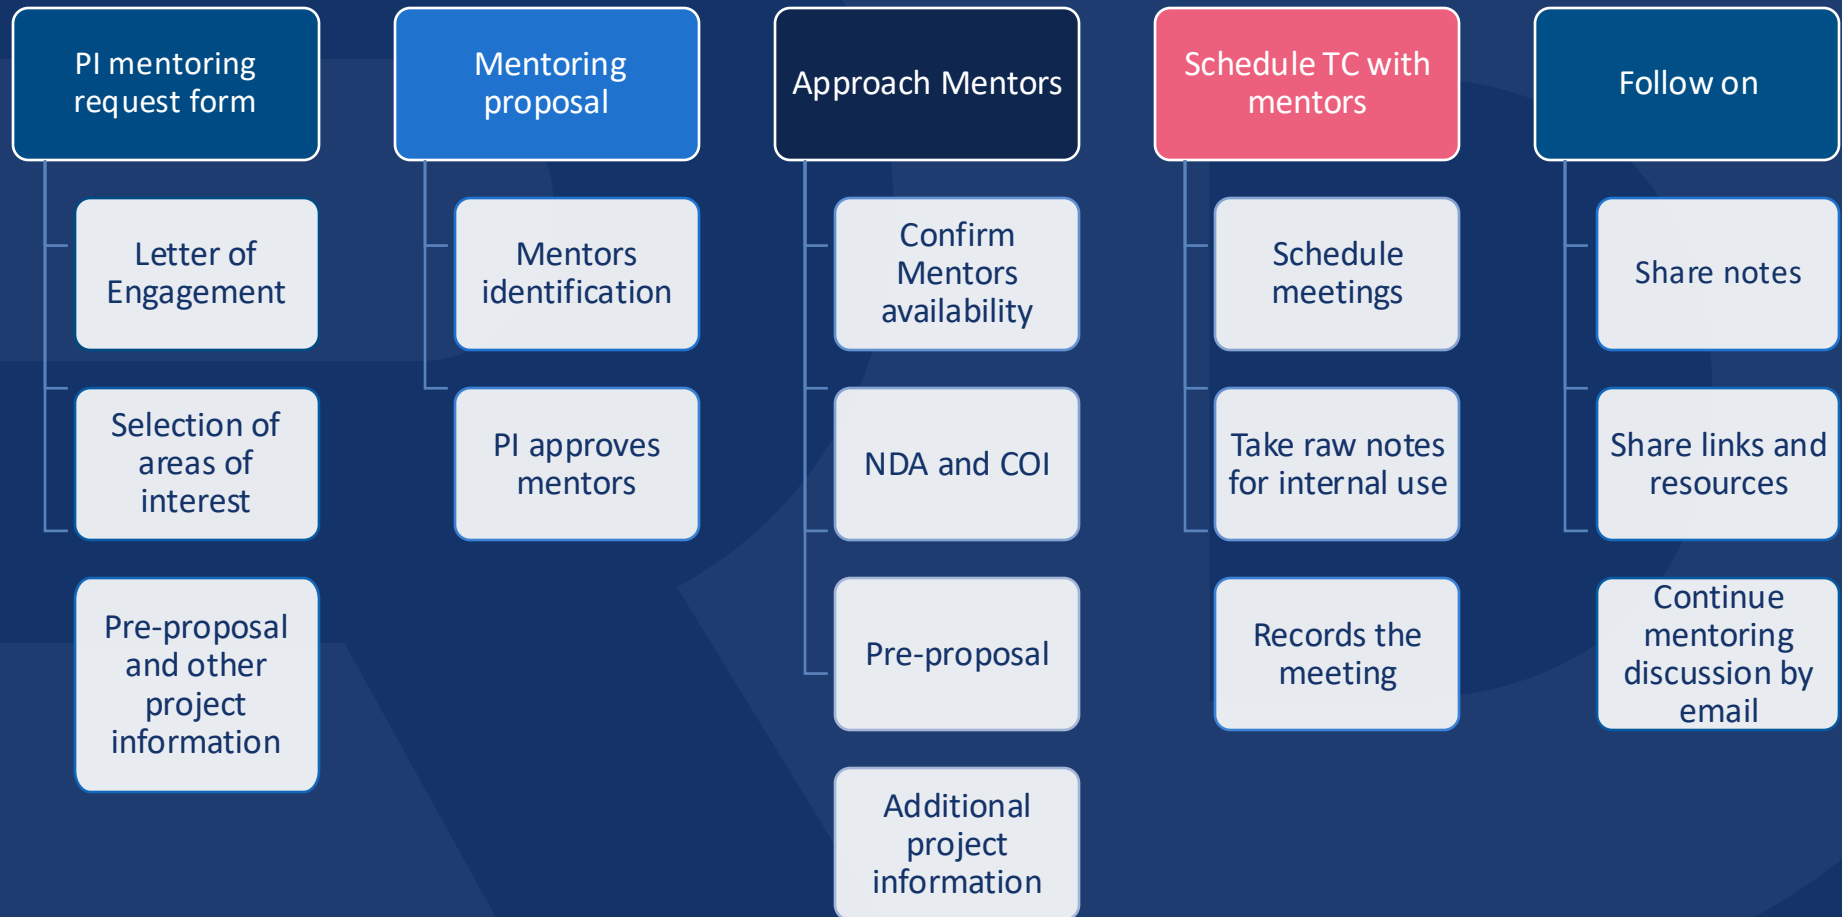 PI mentoring
request form
Letter of
Engagement
Selection of
areas of
interest
Pre-proposal
and other
project
information
Mentoring
proposal
Mentors
identification
PI approves
mentors
Approach Mentors
Confirm
Mentors
availability
NDA and COI
Pre-proposal
Additional
project
information
Schedule TC with
mentors
Schedule
meetings
Take raw notes
for internal use
Records the
meeting
Follow on
Share notes
Share links and
resources
Continue
mentoring
discussion by
email